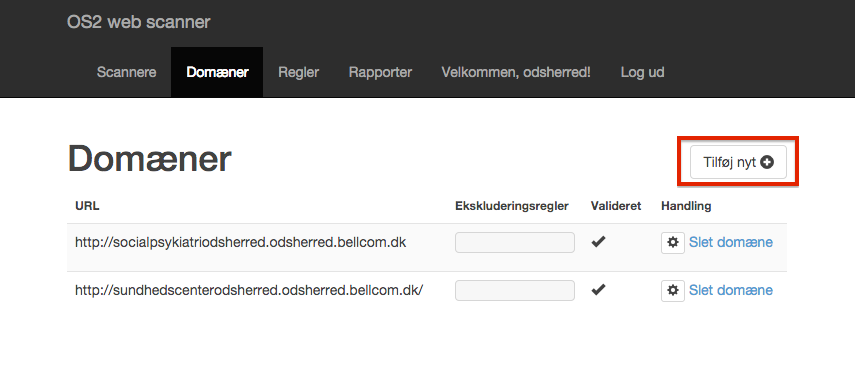 OS2 web scanner
Scannere Domæner Regler Rapporter Velkommen, odsherred! Log ud
Domæner
Tilføj nyt
URL Ekskluderingsregler Valideret Handling
http://socialpsykiatriodsherred.odsherred.bellcom.dk Slet domæne
http://sundhedscenterodsherred.odsherred.bellcom.dk/ Slet domæne